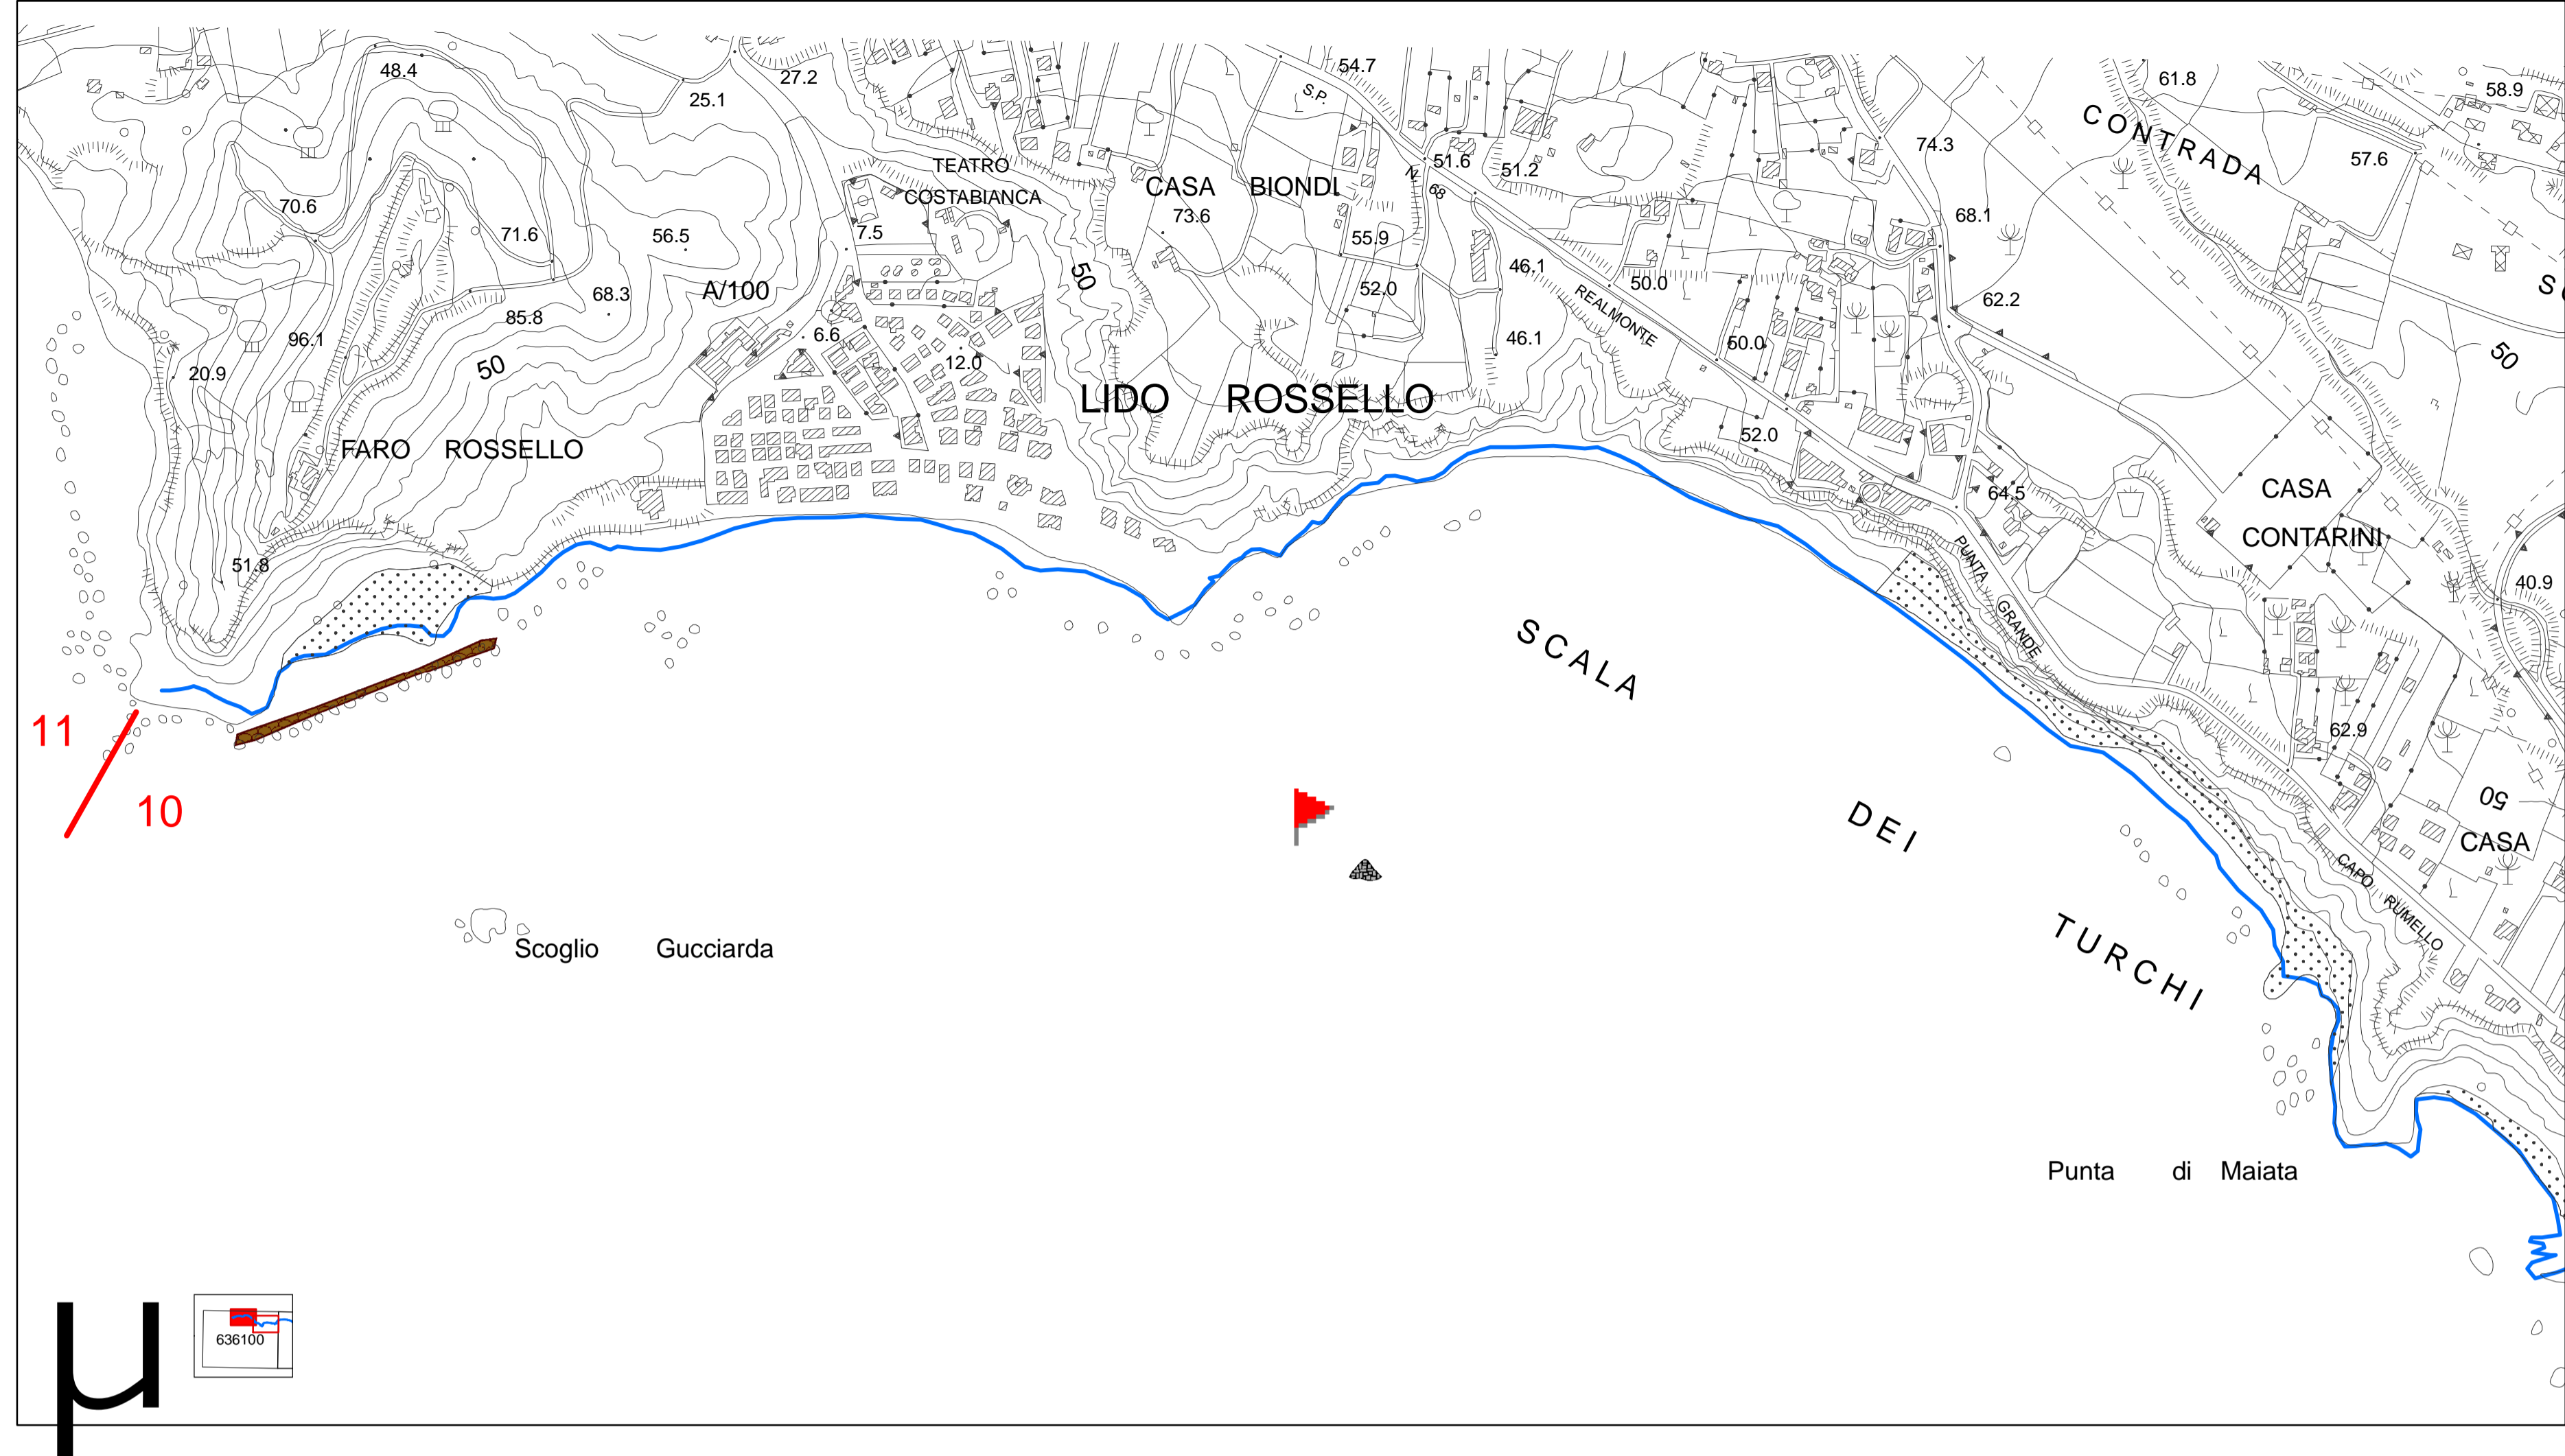 48.4
27.2
25.1
54.7
S.P.
61.8
58.9
CONTRADA
74.3
57.6
51.6
51.2
TEATRO
COSTABIANCA
CASA BIONDI
73.6
N. 68
70.6
71.6
56.5
7.5
55.9
68.1
46.1
50.0
50
A/100
68.3
52.0
REALMONTE
62.2
85.8
96.1
6.6
12.0
46.1
50.0
50
20.9
50
LIDO ROSSELLO
FARO ROSSELLO
52.0
64.5
CASA
CONTARINI
51.8
PUNTA GRANDE
40.9
SCALA
11
10
62.9
50
DEI
CASA
CAPO RUMELLO
Scoglio Gucciarda
TURCHI
Punta di Maiata
636100
µ